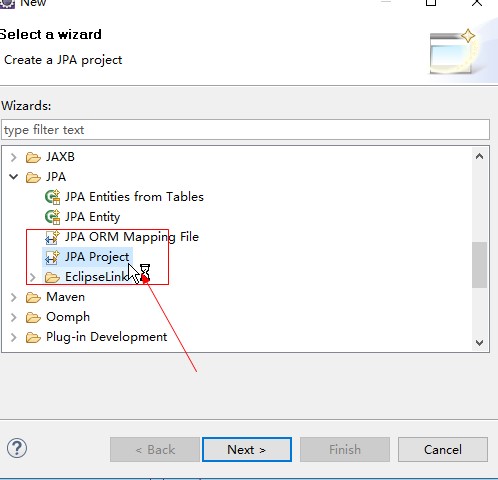 New
Select a wizard
Create a JPA project
Wizards:
type filter text
JAXB
JPA
JPA Entities from Tables
JPA Entity
JPA ORM Mapping File
JPA Project
EclipseLink
Maven
Oomph
Plug-in Development
?
< Back
Next >
Finish
Cancel